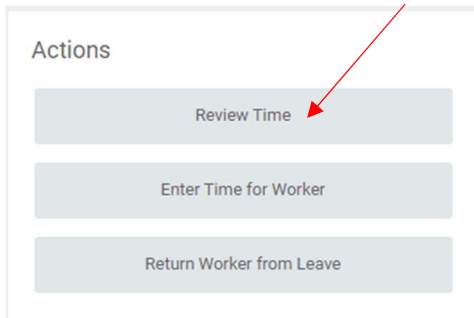 Actions
Review Time
Enter Time for Worker
Return Worker from Leave